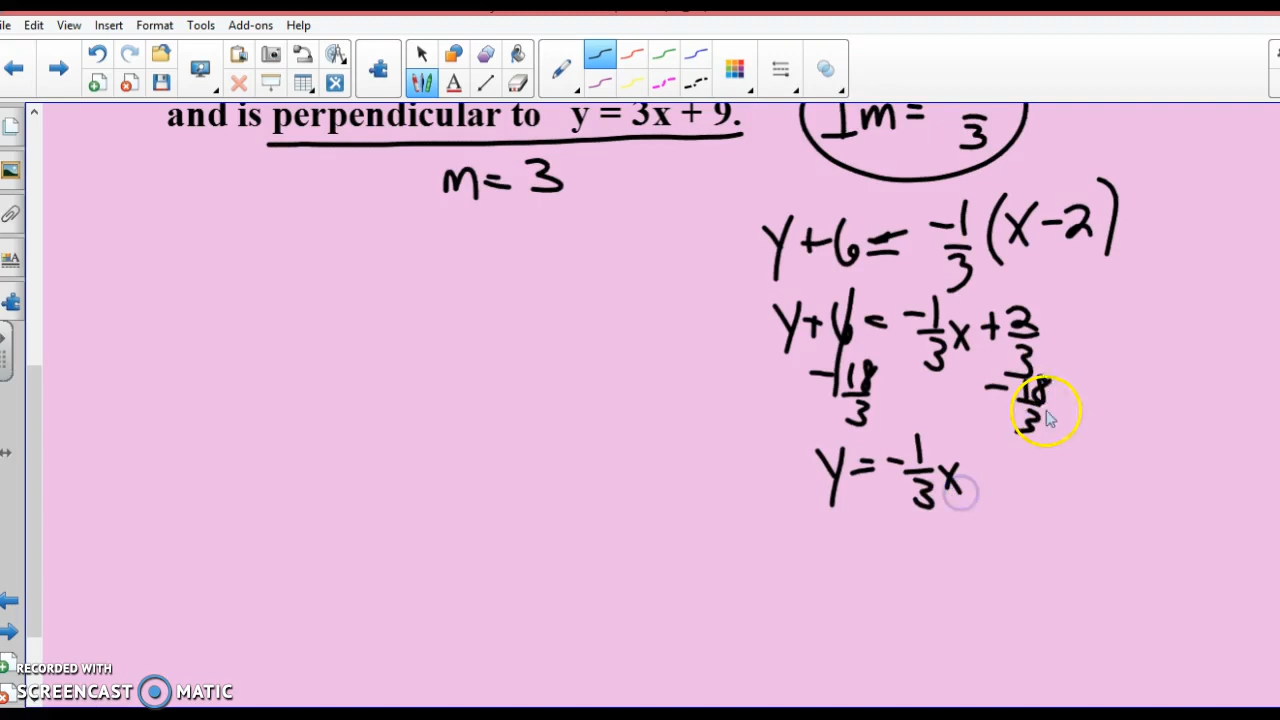 ile Edit View Insert Format Tools Add-ons Help
and is perpendicular to y = 3x + 9.
m = 3
⊥m = 3
y+6 = -1/3 (x-2)
y+6 = -1/3 x + 2/3
-18/3 -18/3
y = -1/3 x
RECORDED WITH
SCREENCAST MATIC